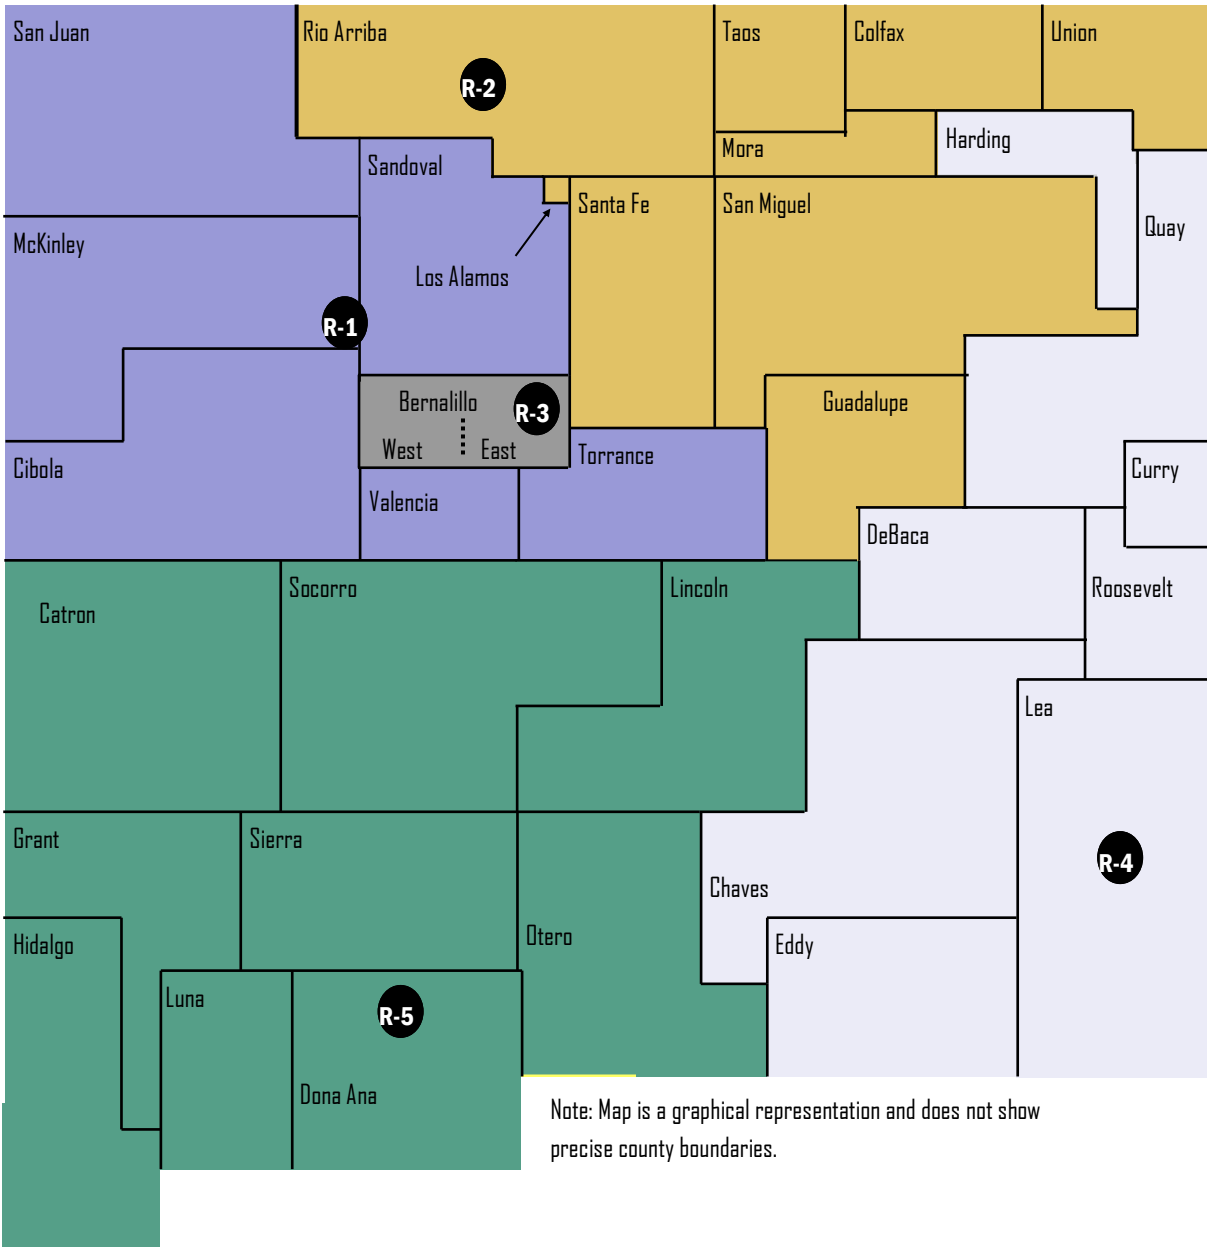 San Juan
Rio Arriba
Taos
Colfax
Union
R-2
Mora
Harding
Sandoval
Santa Fe
San Miguel
Quay
McKinley
Los Alamos
R-1
Bernalillo
R-3
Guadalupe
West
East
Torrance
Cibola
Curry
Valencia
DeBaca
Socorro
Lincoln
Roosevelt
Catron
Lea
Grant
Sierra
R-4
Chaves
Otero
Hidalgo
Eddy
Luna
R-5
Dona Ana
Note: Map is a graphical representation and does not show
precise county boundaries.